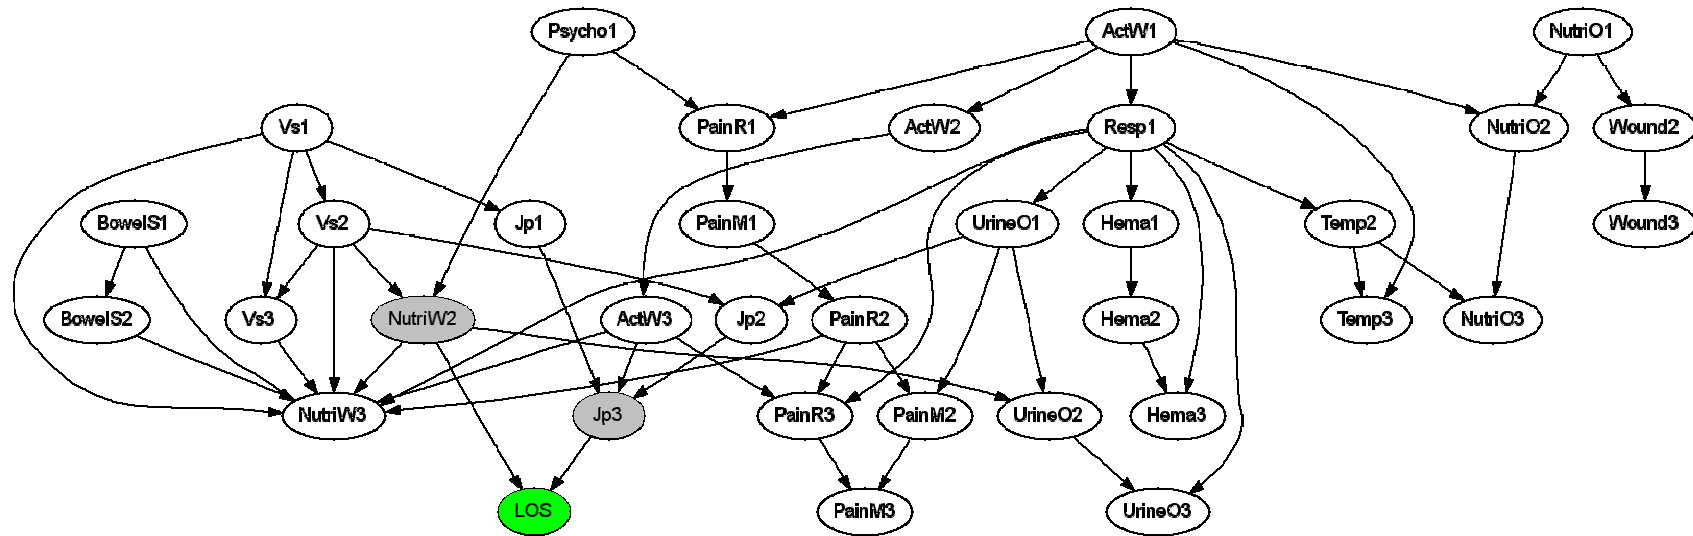 Psycho1
ActW1
NutriO1
Vs1
PainR1
ActW2
Resp1
NutriO2
Wound2
BowelS1
Vs2
Jp1
PainM1
UrineO1
Hema1
Temp2
Wound3
BowelS2
Vs3
NutriW2
ActW3
Jp2
PainR2
Hema2
Temp3
NutriO3
NutriW3
Jp3
PainR3
PainM2
UrineO2
Hema3
LOS
PainM3
UrineO3